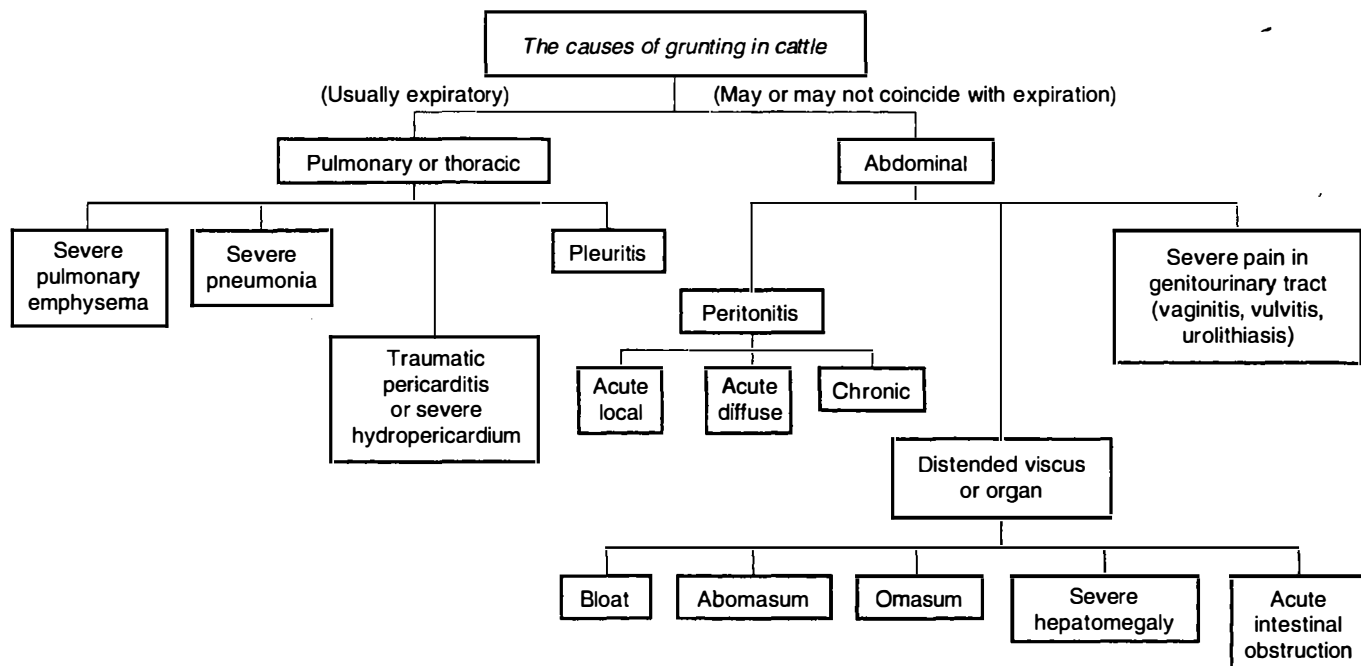 The causes of grunting in cattle
(Usually expiratory)
(May or may not coincide with expiration)
Pulmonary or thoracic
Abdominal
Severe
pulmonary
emphysema
Severe
pneumonia
Traumatic
pericarditis
or severe
hydropericardium
Pleuritis
Peritonitis
Acute
local
Acute
diffuse
Chronic
Distended viscus
or organ
Severe pain in
genitourinary tract
(vaginitis, vulvitis,
urolithiasis)
Bloat
Abomasum
Omasum
Severe
hepatomegaly
Acute
intestinal
obstruction